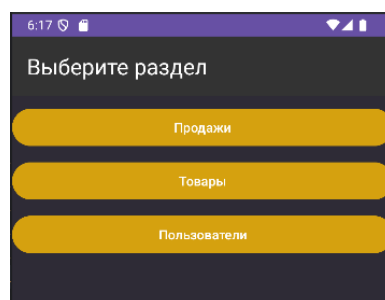 6:17
Выберите раздел
Продажи
Товары
Пользователи